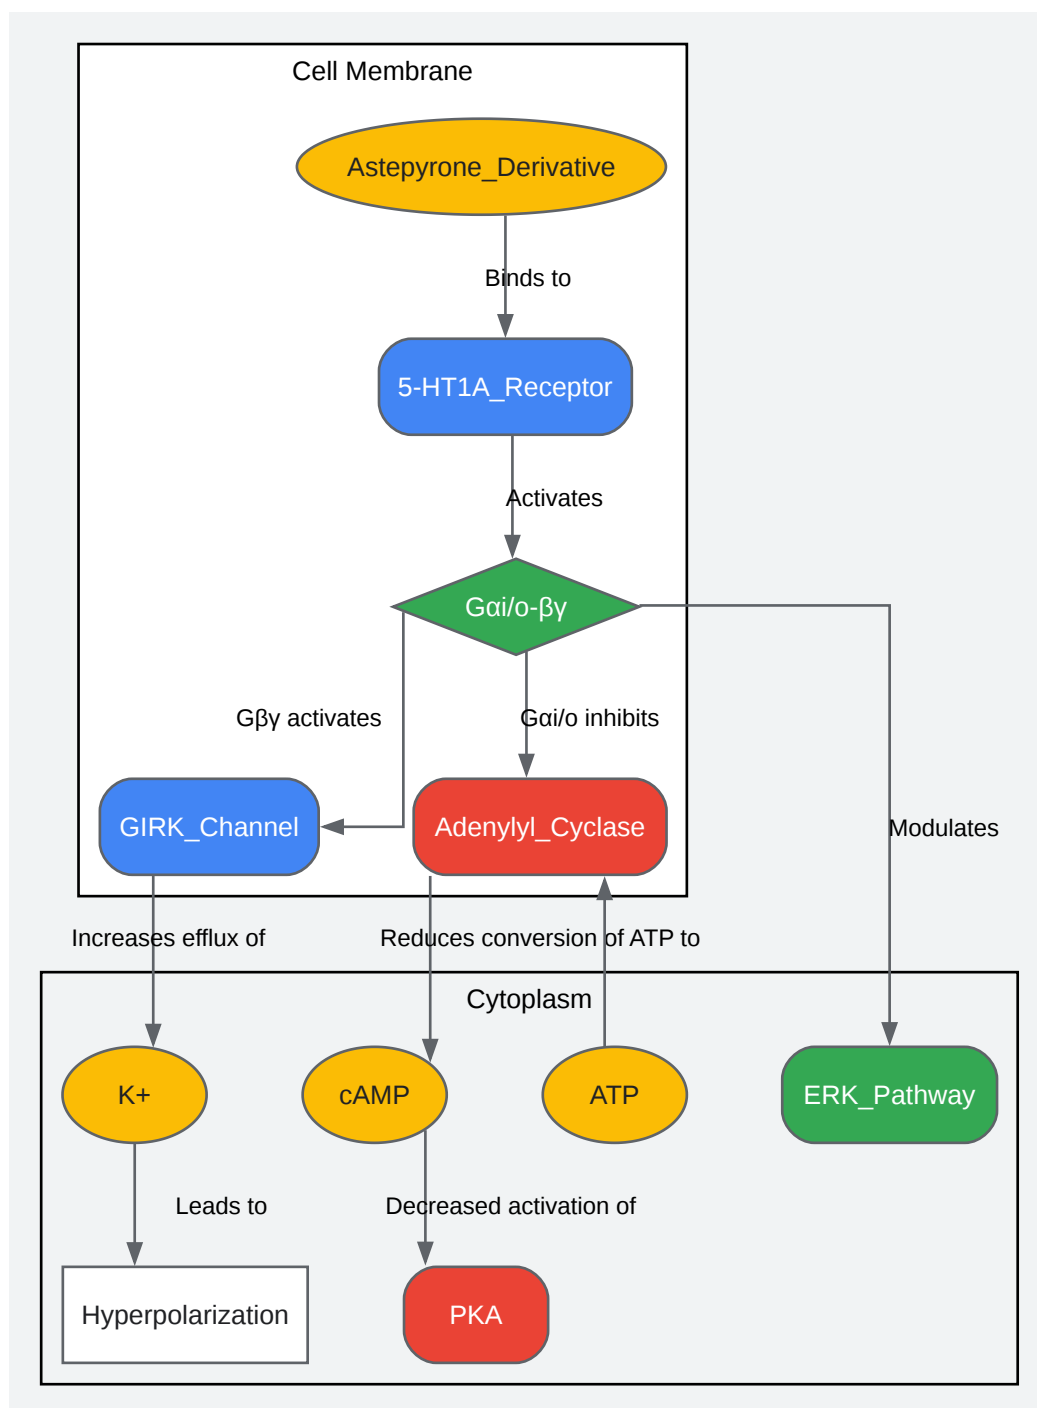 Cell Membrane
Astepyrone_Derivative
Binds to
5-HT1A_Receptor
Activates
Gαi/o-βγ
Gβγ activates
Gαi/o inhibits
GIRK_Channel
Adenylyl_Cyclase
Modulates
Increases efflux of
Reduces conversion of ATP to
Cytoplasm
K+
cAMP
ATP
ERK_Pathway
Leads to
Decreased activation of
Hyperpolarization
PKA